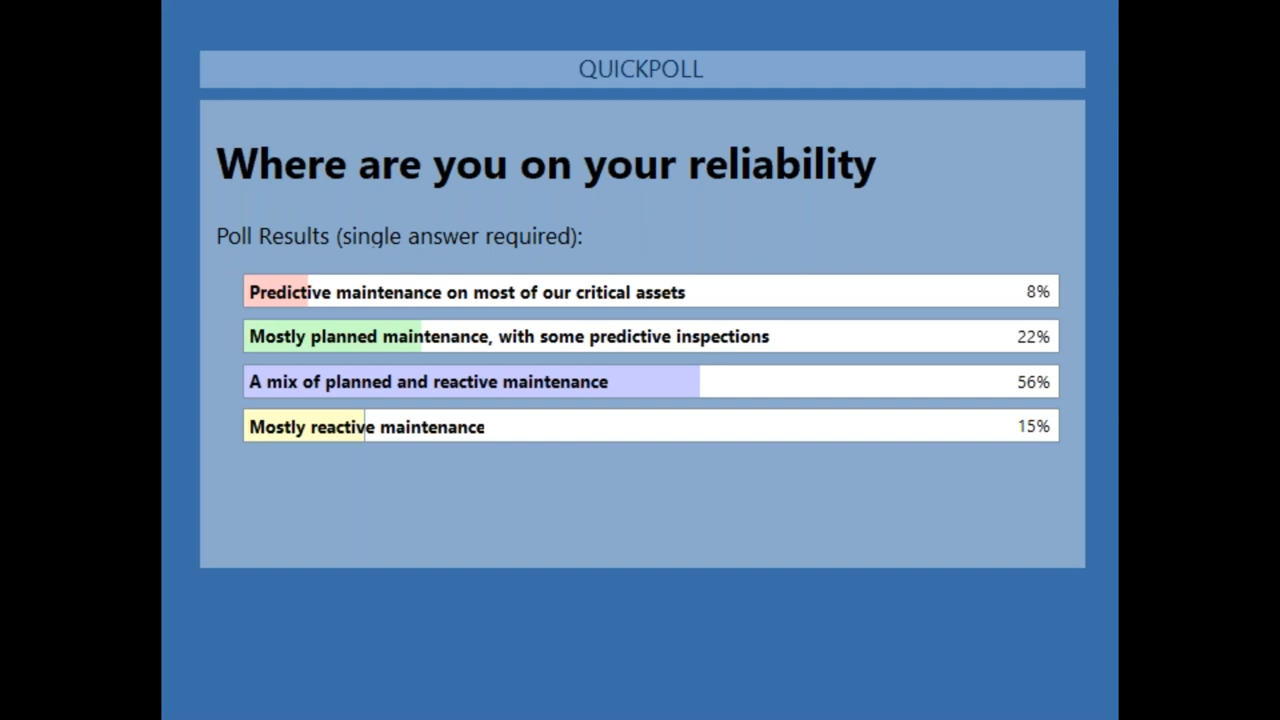 QUICKPOLL
Where are you on your reliability
Poll Results (single answer required):
Predictive maintenance on most of our critical assets 8%
Mostly planned maintenance, with some predictive inspections 22%
A mix of planned and reactive maintenance 56%
Mostly reactive maintenance 15%